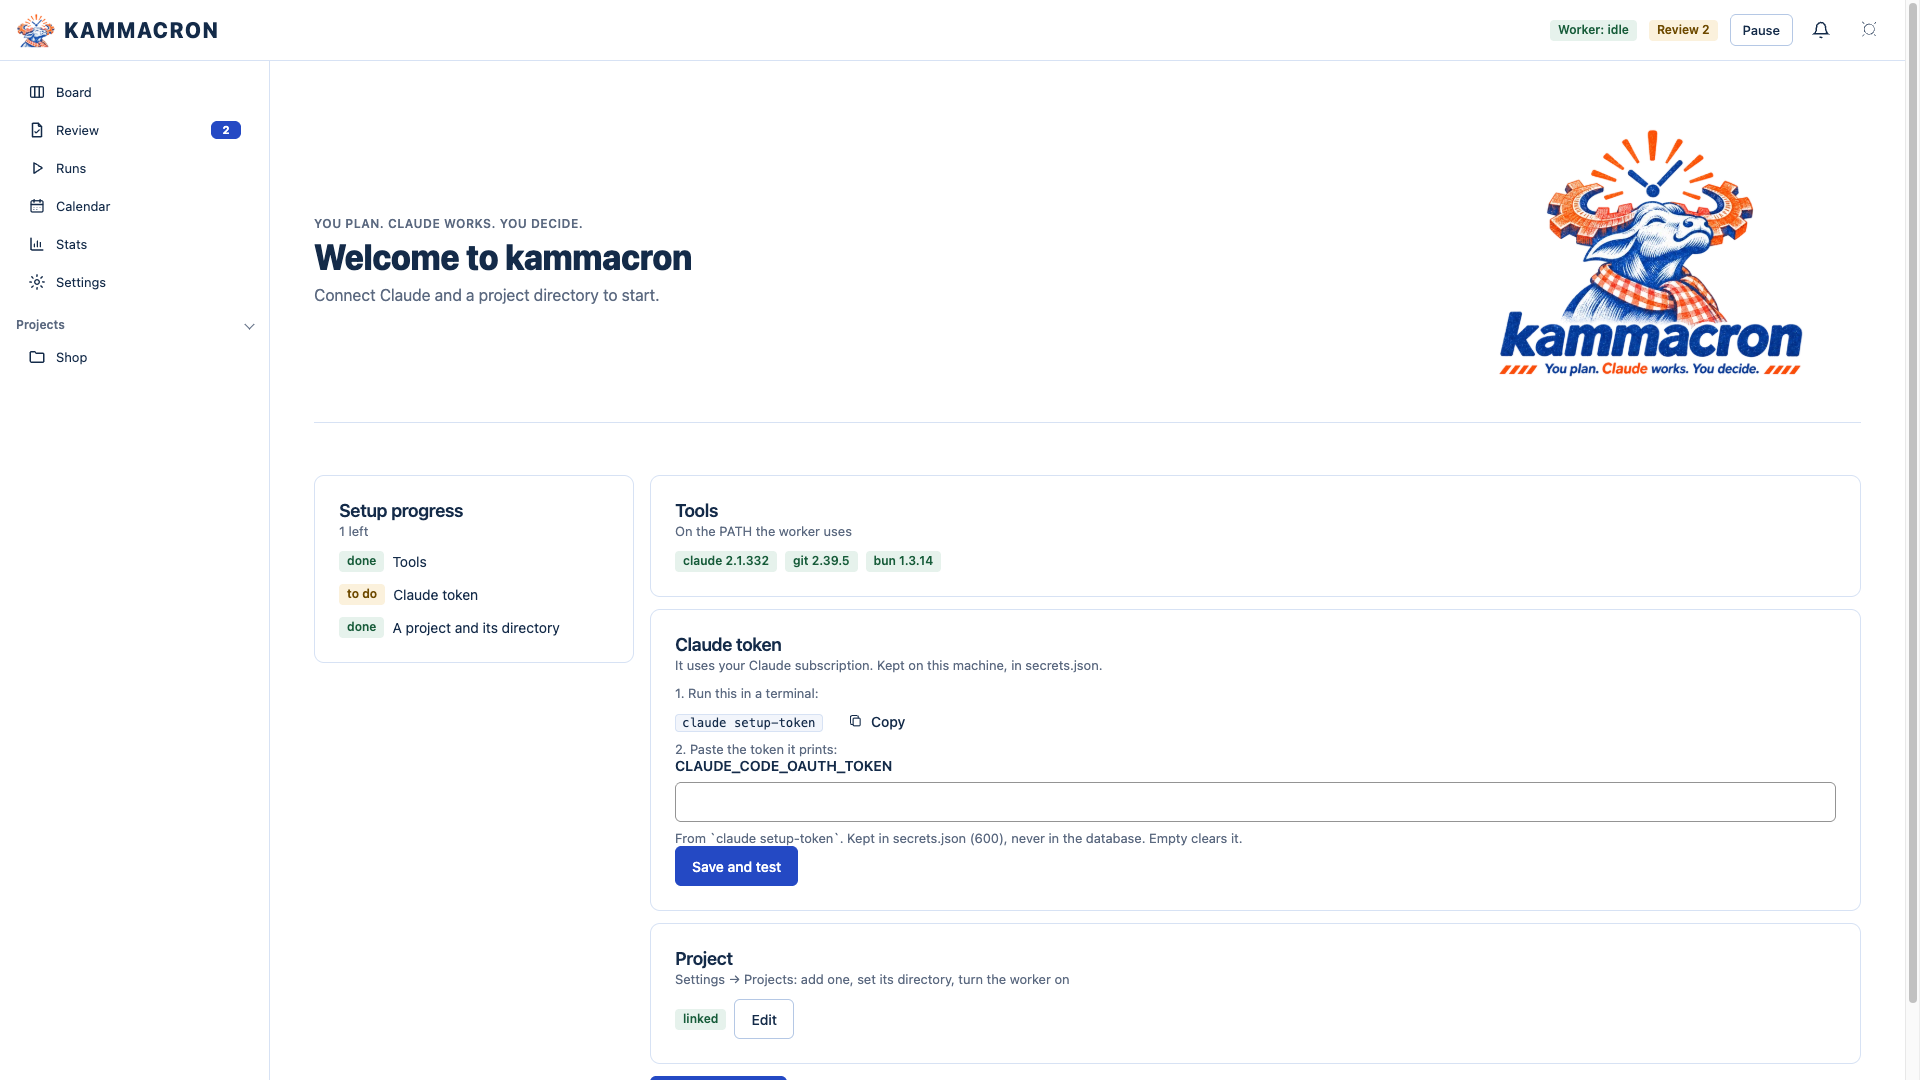 KAMMACRON
Worker: idle
Review 2
Pause
Board
Review
2
Runs
Calendar
Stats
Settings
Projects
Shop
YOU PLAN. CLAUDE WORKS. YOU DECIDE.
Welcome to kammacron
Connect Claude and a project directory to start.
kammacron
You plan. Claude works. You decide.
Setup progress
1 left
done Tools
to do Claude token
done A project and its directory
Tools
On the PATH the worker uses
claude 2.1.332 git 2.39.5 bun 1.3.14
Claude token
It uses your Claude subscription. Kept on this machine, in secrets.json.
1. Run this in a terminal:
claude setup-token Copy
2. Paste the token it prints:
CLAUDE_CODE_OAUTH_TOKEN
From `claude setup-token`. Kept in secrets.json (600), never in the database. Empty clears it.
Save and test
Project
Settings → Projects: add one, set its directory, turn the worker on
linked Edit